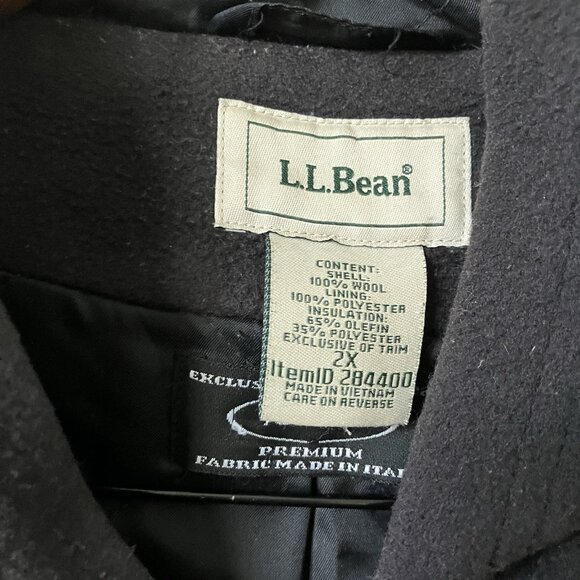 L.L.Bean®
CONTENT:
SHELL:
100% WOOL
LINING:
100% POLYESTER
INSULATION:
65% OLEFIN
35% POLYESTER
EXCLUSIVE OF TRIM
2X
ItemID 284400
MADE IN VIETNAM
CARE ON REVERSE
PREMIUM
FABRIC MADE IN